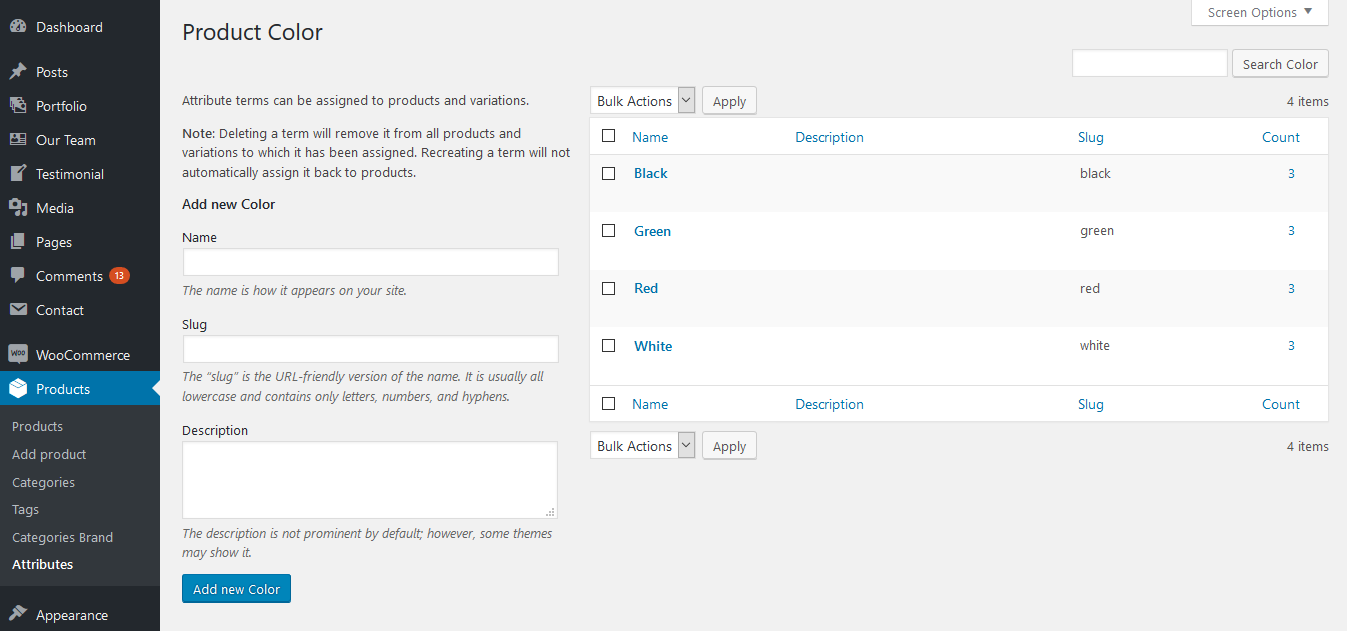 Dashboard
Posts
Portfolio
Our Team
Testimonial
Media
Pages
Comments 13
Contact
WOO WooCommerce
Products
Products
Add product
Categories
Tags
Categories Brand
Attributes
Appearance
Screen Options
Product Color
Search Color
Attribute terms can be assigned to products and variations.
Note: Deleting a term will remove it from all products and
variations to which it has been assigned. Recreating a term will not
automatically assign it back to products.
Add new Color
Name
The name is how it appears on your site.
Slug
The “slug” is the URL-friendly version of the name. It is usually all
lowercase and contains only letters, numbers, and hyphens.
Description
The description is not prominent by default; however, some themes
may show it.
Add new Color
Bulk Actions Apply 4 items
Name Description Slug Count
Black black 3
Green green 3
Red red 3
White white 3
Name Description Slug Count
Bulk Actions Apply 4 items